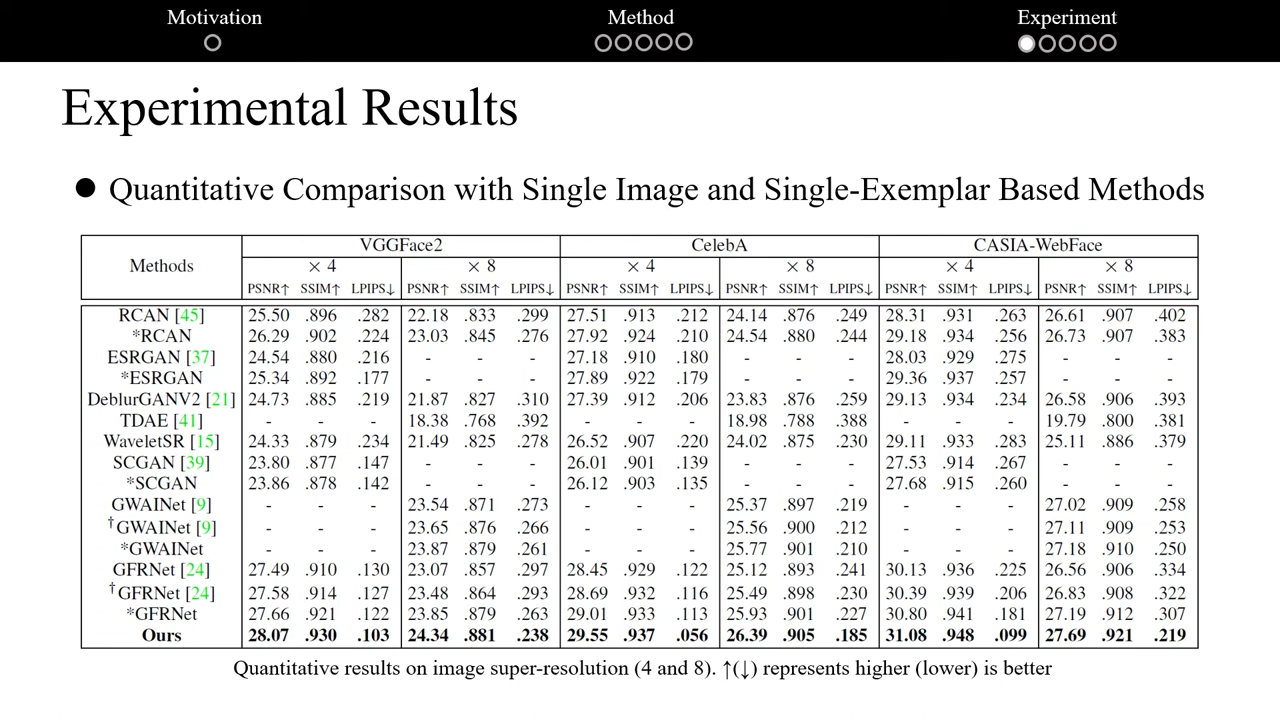 Motivation Method Experiment
Experimental Results
● Quantitative Comparison with Single Image and Single-Exemplar Based Methods
Methods VGGFace2 CelebA CASIA-WebFace
× 4 × 8 × 4 × 8 × 4 × 8
PSNR↑ SSIM↑ LPIPS↓ PSNR↑ SSIM↑ LPIPS↓ PSNR↑ SSIM↑ LPIPS↓ PSNR↑ SSIM↑ LPIPS↓ PSNR↑ SSIM↑ LPIPS↓ PSNR↑ SSIM↑ LPIPS↓
RCAN [45] 25.50 .896 .282 22.18 .833 .299 27.51 .913 .212 24.14 .876 .249 28.31 .931 .263 26.61 .907 .402
*RCAN 26.29 .902 .224 23.03 .845 .276 27.92 .924 .210 24.54 .880 .244 29.18 .934 .256 26.73 .907 .383
ESRGAN [37] 24.54 .880 .216 - - - 27.18 .910 .180 - - - 28.03 .929 .275 - - -
*ESRGAN 25.34 .892 .177 - - - 27.89 .922 .179 - - - 29.36 .937 .257 - - -
DeblurGANV2 [21] 24.73 .885 .219 21.87 .827 .310 27.39 .912 .206 23.83 .876 .259 29.13 .934 .234 26.58 .906 .393
TDAE [41] - - - 18.38 .768 .392 - - - 18.98 .788 .388 - - - 19.79 .800 .381
WaveletSR [15] 24.33 .879 .234 21.49 .825 .278 26.52 .907 .220 24.02 .875 .230 29.11 .933 .283 25.11 .886 .379
SCGAN [39] 23.80 .877 .147 - - - 26.01 .901 .139 - - - 27.53 .914 .267 - - -
*SCGAN 23.86 .878 .142 - - - 26.12 .903 .135 - - - 27.68 .915 .260 - - -
GWAINet [9] - - - 23.54 .871 .273 - - - 25.37 .897 .219 - - - 27.02 .909 .258
†GWAINet [9] - - - 23.65 .876 .266 - - - 25.56 .900 .212 - - - 27.11 .909 .253
*GWAINet - - - 23.87 .879 .261 - - - 25.77 .901 .210 - - - 27.18 .910 .250
GFRNet [24] 27.49 .910 .130 23.07 .857 .297 28.45 .929 .122 25.12 .893 .241 30.13 .936 .225 26.56 .906 .334
†GFRNet [24] 27.58 .914 .127 23.48 .864 .293 28.69 .932 .116 25.49 .898 .230 30.39 .939 .206 26.83 .908 .322
*GFRNet 27.66 .921 .122 23.85 .879 .263 29.01 .933 .113 25.93 .901 .227 30.80 .941 .181 27.19 .912 .307
Ours 28.07 .930 .103 24.34 .881 .238 29.55 .937 .056 26.39 .905 .185 31.08 .948 .099 27.69 .921 .219
Quantitative results on image super-resolution (4 and 8). ↑(↓) represents higher (lower) is better